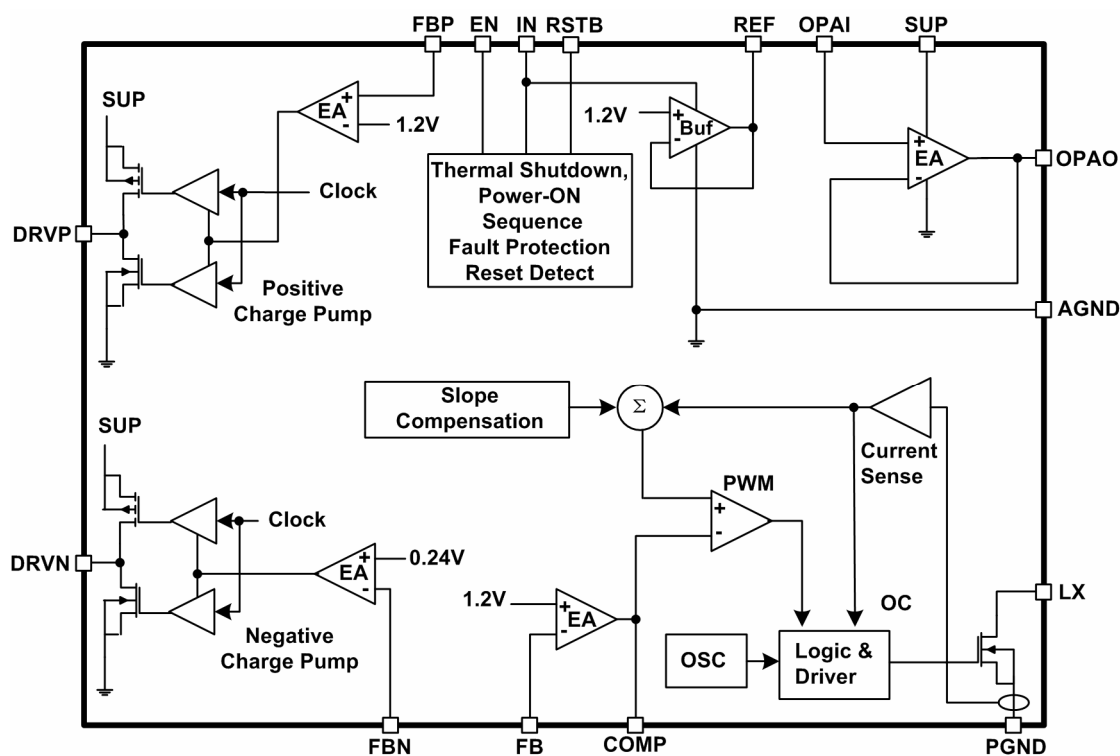 FBP EN IN RSTB REF OPAI SUP
SUP
EA
+
-
1.2V
1.2V
+
-
Buf
+
-
EA
OPAO
Thermal Shutdown,
Power-ON
Sequence
Fault Protection
Reset Detect
Clock
DRVP
Positive
Charge Pump
AGND
Slope
Compensation
Σ
Current
Sense
SUP
PWM
+
-
Clock
DRVN
EA
+
-
0.24V
1.2V
+
-
EA
OC
LX
Negative
Charge Pump
OSC
Logic &
Driver
FBN FB COMP PGND